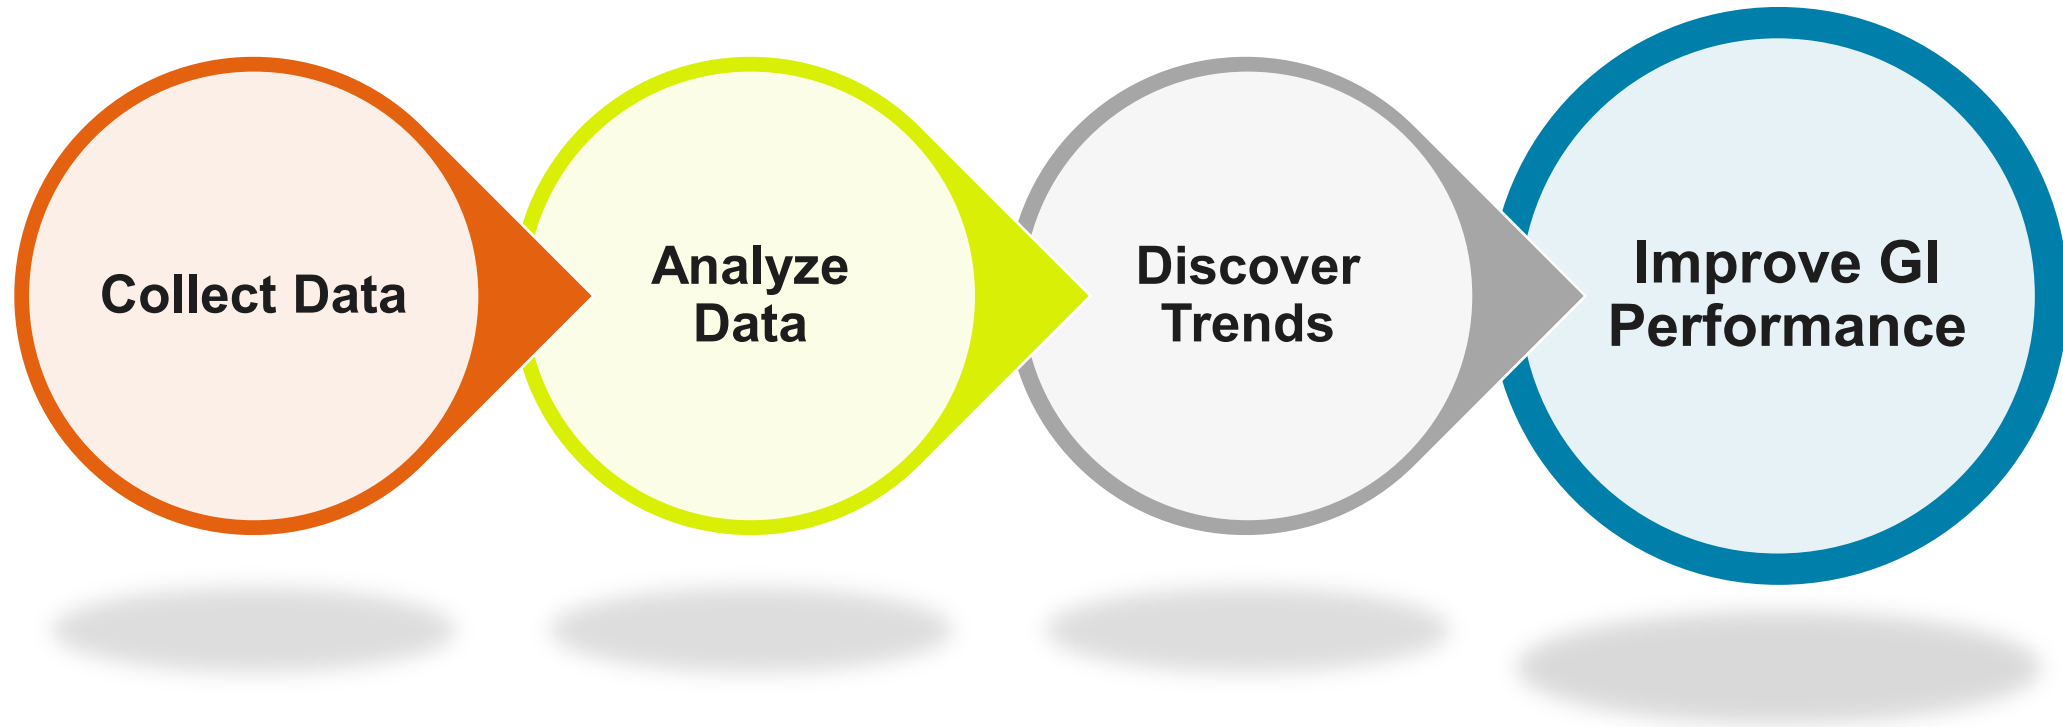 Collect Data
Analyze
Data
Discover
Trends
Improve GI
Performance